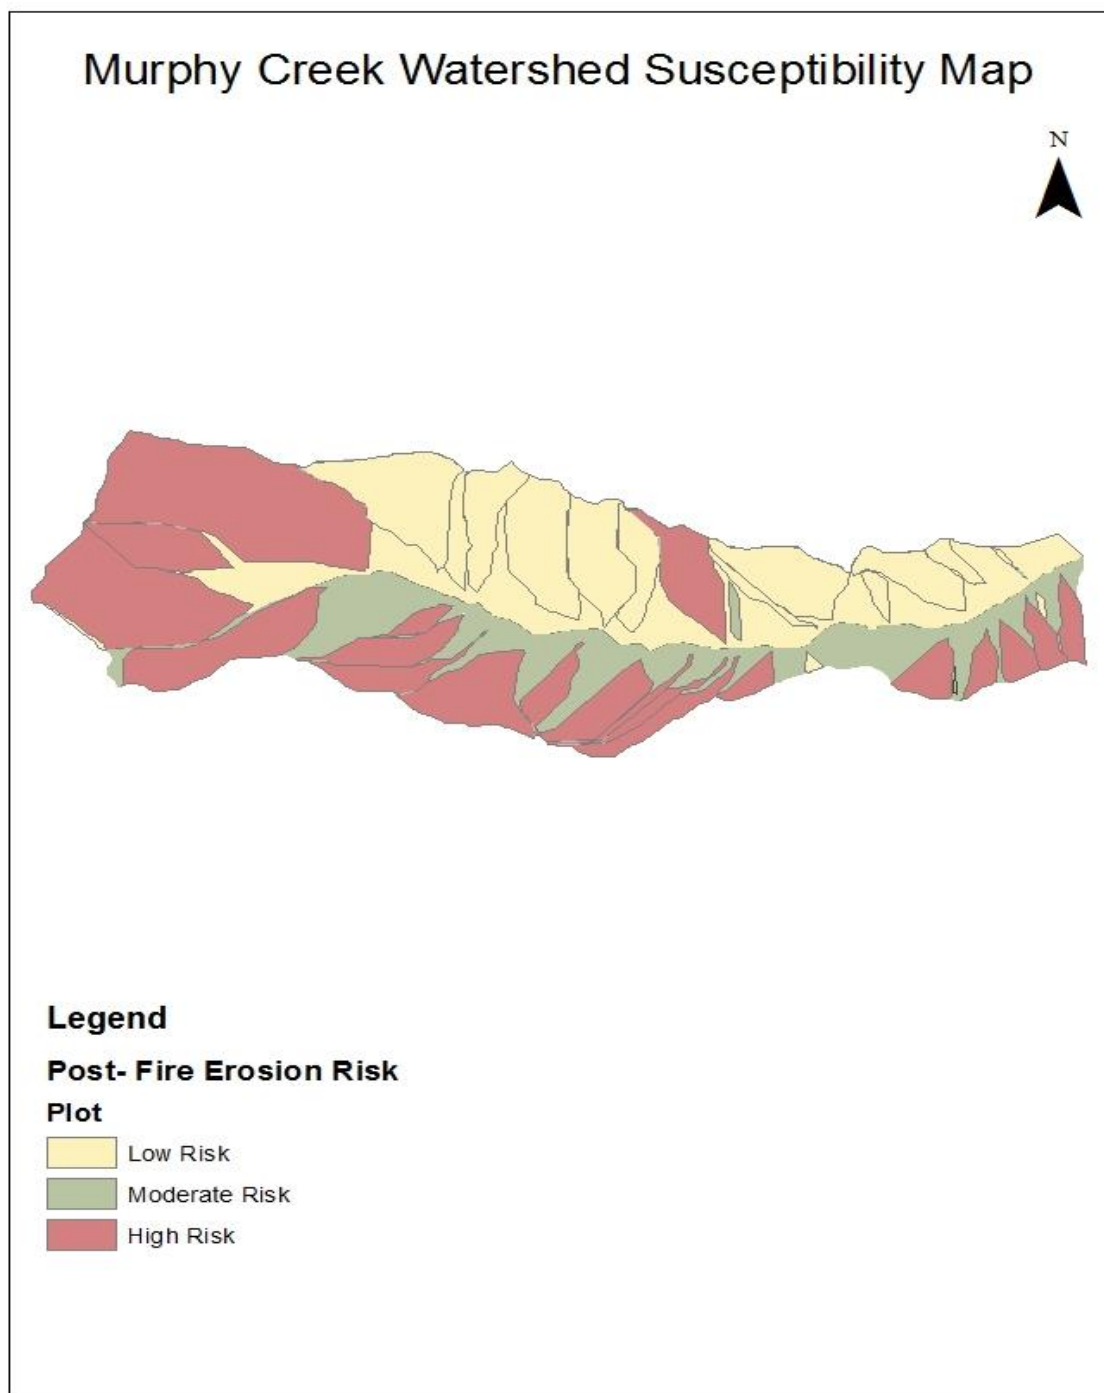 Murphy Creek Watershed Susceptibility Map
N
Legend
Post- Fire Erosion Risk
Plot
Low Risk
Moderate Risk
High Risk